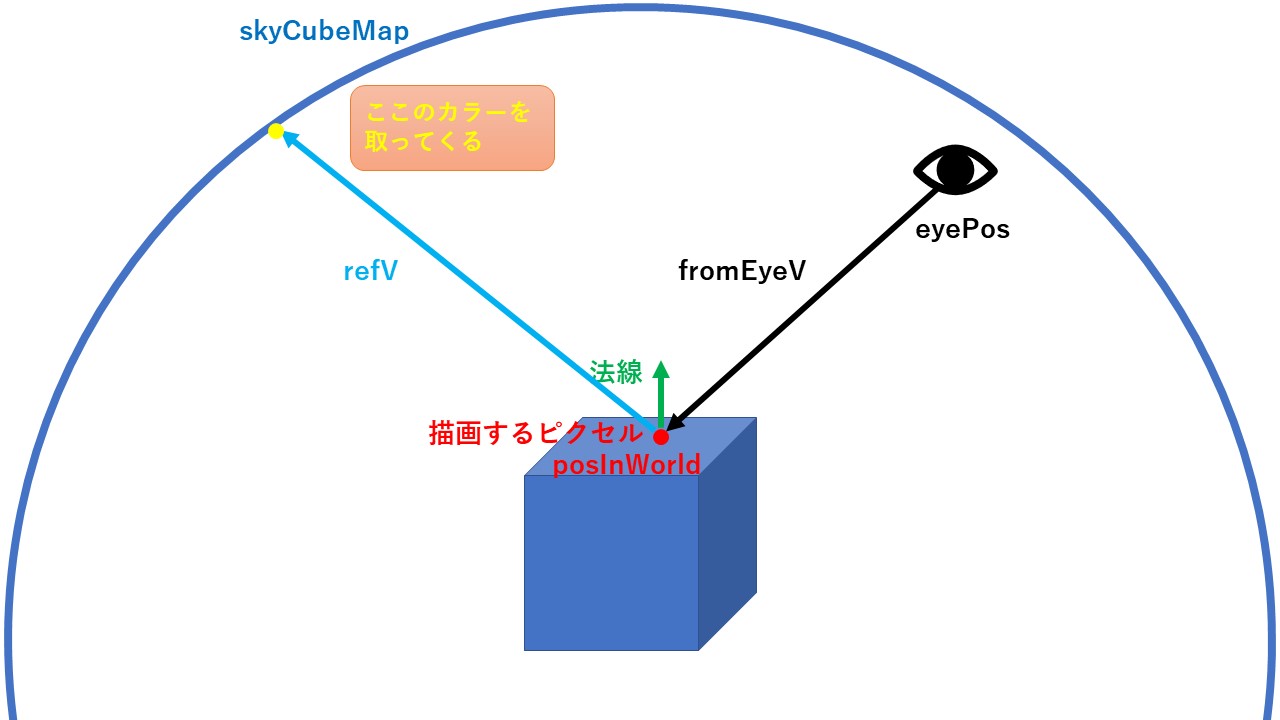 skyCubeMap
ここのカラーを
取ってくる
eyePos
refV
fromEyeV
法線
描画するピクセル
posInWorld